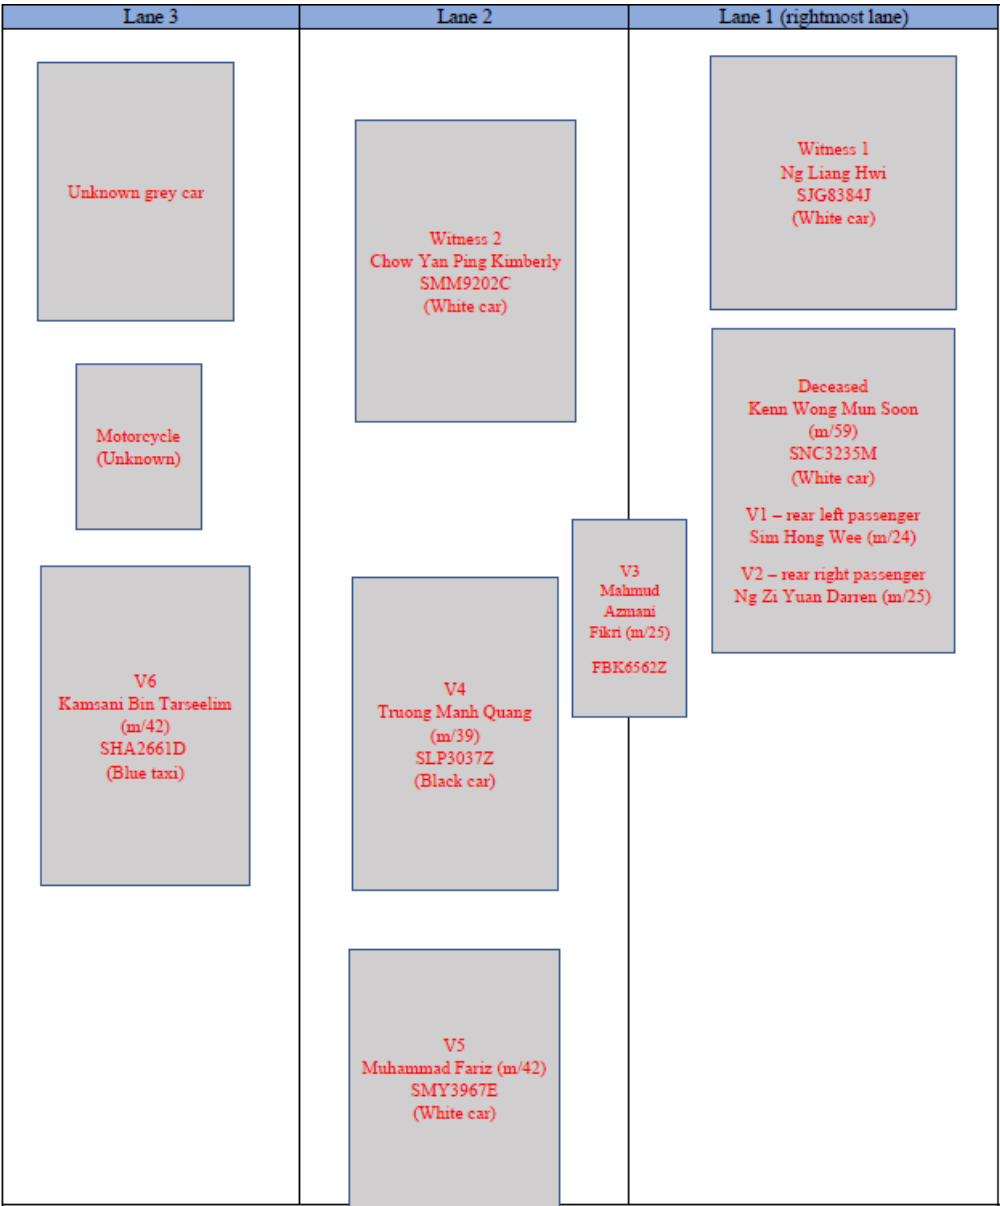 Lane 3
Lane 2
Lane 1 (rightmost lane)
Unknown grey car
Motorcycle
(Unknown)
V6
Kamsani Bin Tarseelim
(m/42)
SHA2661D
(Blue taxi)
Witness 2
Chow Yan Ping Kimberly
SMM9202C
(White car)
V4
Truong Manh Quang
(m/39)
SLP3037Z
(Black car)
V5
Muhammad Fariz (m/42)
SMY3967E
(White car)
V3
Mahmud
Azmani
Fikri (m/25)
FBK6562Z
Witness 1
Ng Liang Hwi
SJG8384J
(White car)
Deceased
Kenn Wong Mun Soon
(m/59)
SNC3235M
(White car)
V1 – rear left passenger
Sim Hong Wee (m/24)
V2 – rear right passenger
Ng Zi Yuan Darren (m/25)